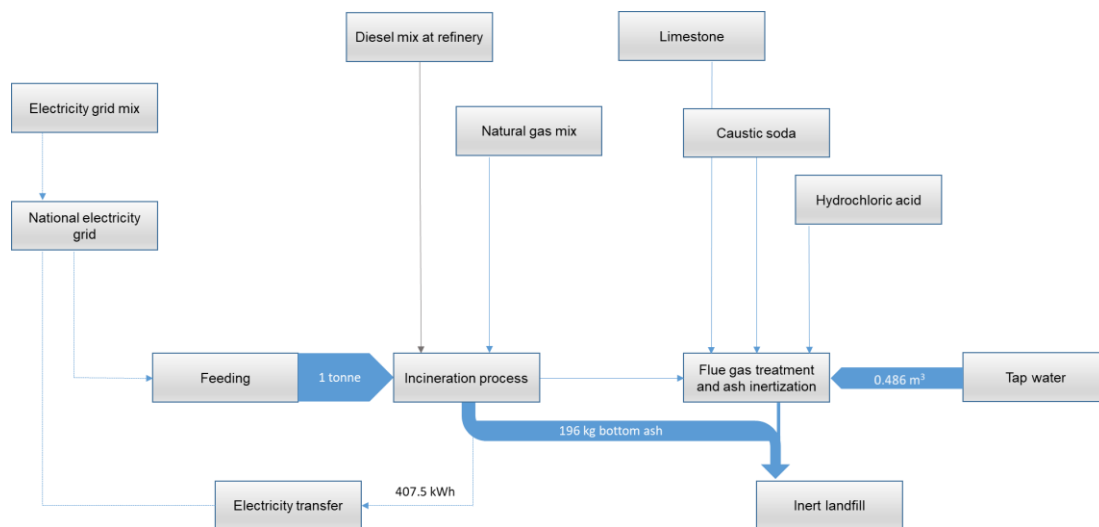 Diesel mix at refinery
Limestone
Electricity grid mix
Natural gas mix
Caustic soda
National electricity
grid
Hydrochloric acid
Feeding
1 tonne
Incineration process
Flue gas treatment
and ash inertization
0.486 m³
Tap water
196 kg bottom ash
407.5 kWh
Electricity transfer
Inert landfill